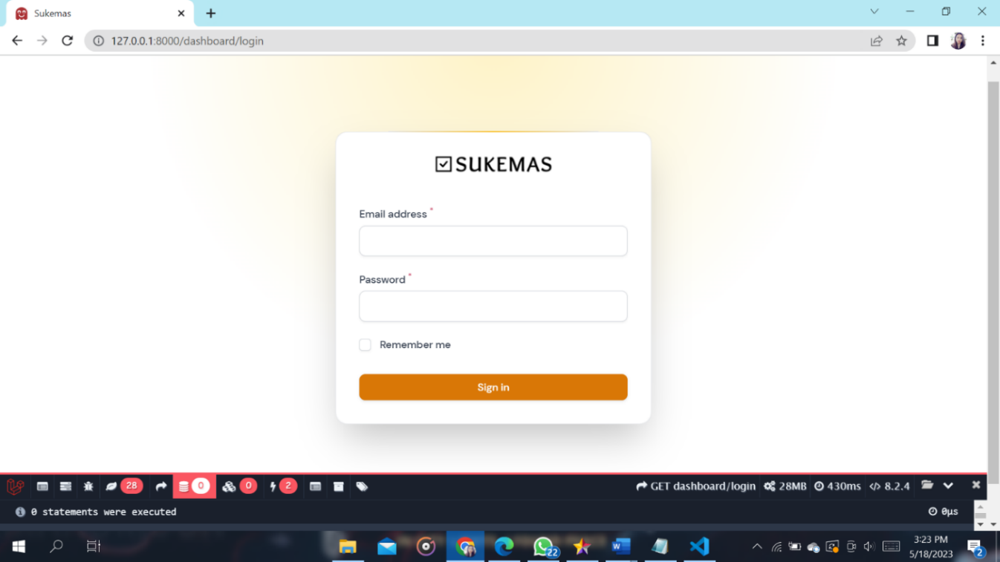 Sukemas
127.0.0.1:8000/dashboard/login
SUKEMAS
Email address *
Password *
Remember me
Sign in
28 0 0 2 GET dashboard/login 28MB 430ms 8.2.4
0 statements were executed 0µs
22
3:23 PM
5/18/2023
2